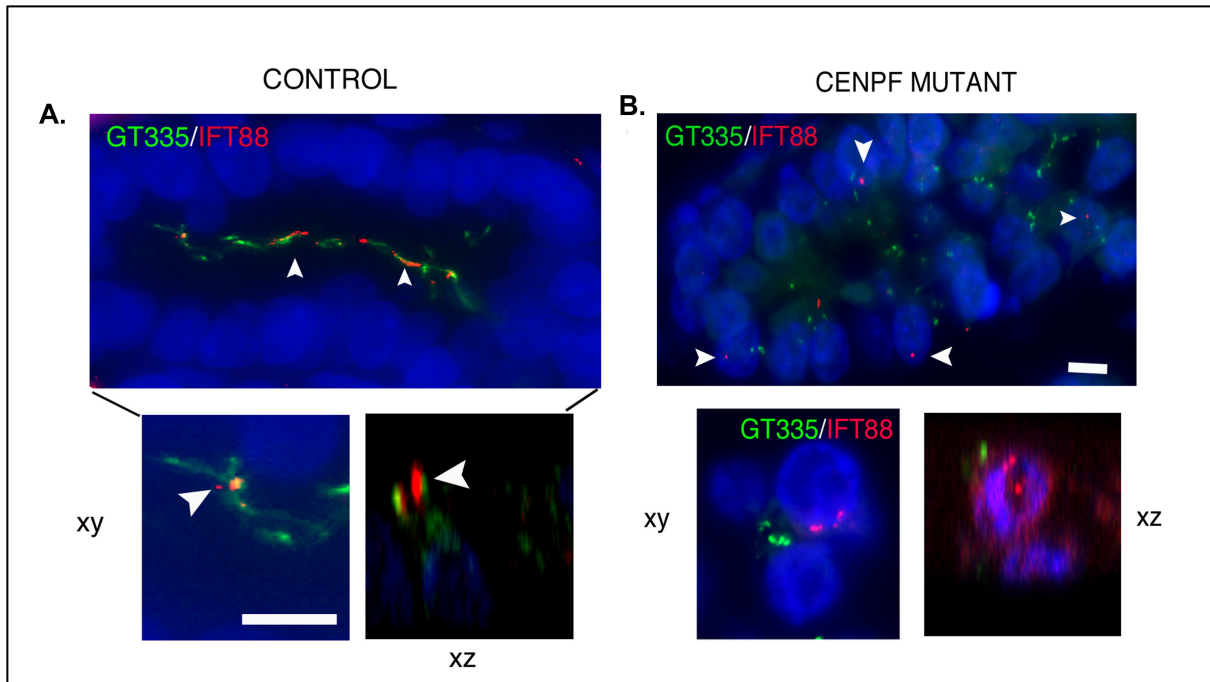 CONTROL
CENPF MUTANT
A.
B.
GT335/IFT88
GT335/IFT88
GT335/IFT88
xy
xz
xy
xz